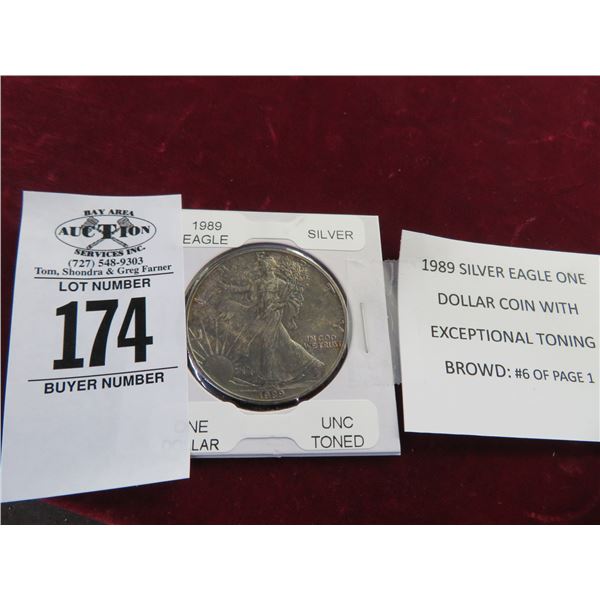 BAY AREA
AUCTION
SERVICES INC.
(727) 548-9303
Tom, Shondra & Greg Farner
LOT NUMBER
174
BUYER NUMBER
1989
EAGLE
SILVER
IN GOD
WE TRUST
1989
NE
LAR
UNC
TONED
1989 SILVER EAGLE ONE
DOLLAR COIN WITH
EXCEPTIONAL TONING
BROWD: #6 OF PAGE 1